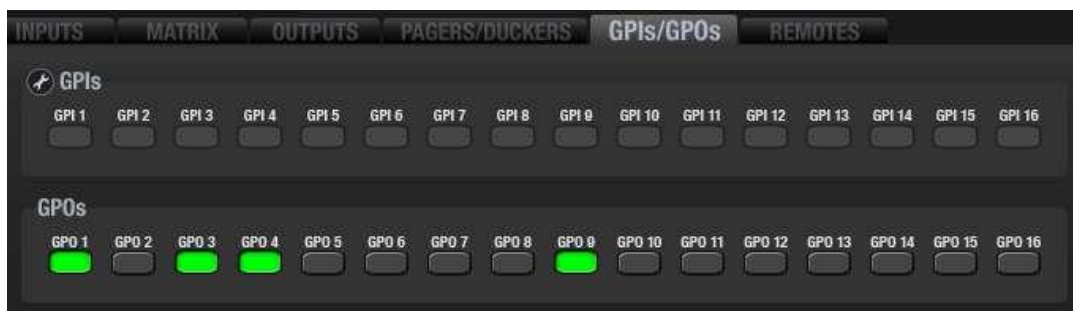 INPUTS MATRIX OUTPUTS PAGERS/DUCKERS GPIs/GPOs REMOTES
GPIs
GPI 1 GPI 2 GPI 3 GPI 4 GPI 5 GPI 6 GPI 7 GPI 8 GPI 9 GPI 10 GPI 11 GPI 12 GPI 13 GPI 14 GPI 15 GPI 16
GPOs
GPO 1 GPO 2 GPO 3 GPO 4 GPO 5 GPO 6 GPO 7 GPO 8 GPO 9 GPO 10 GPO 11 GPO 12 GPO 13 GPO 14 GPO 15 GPO 16